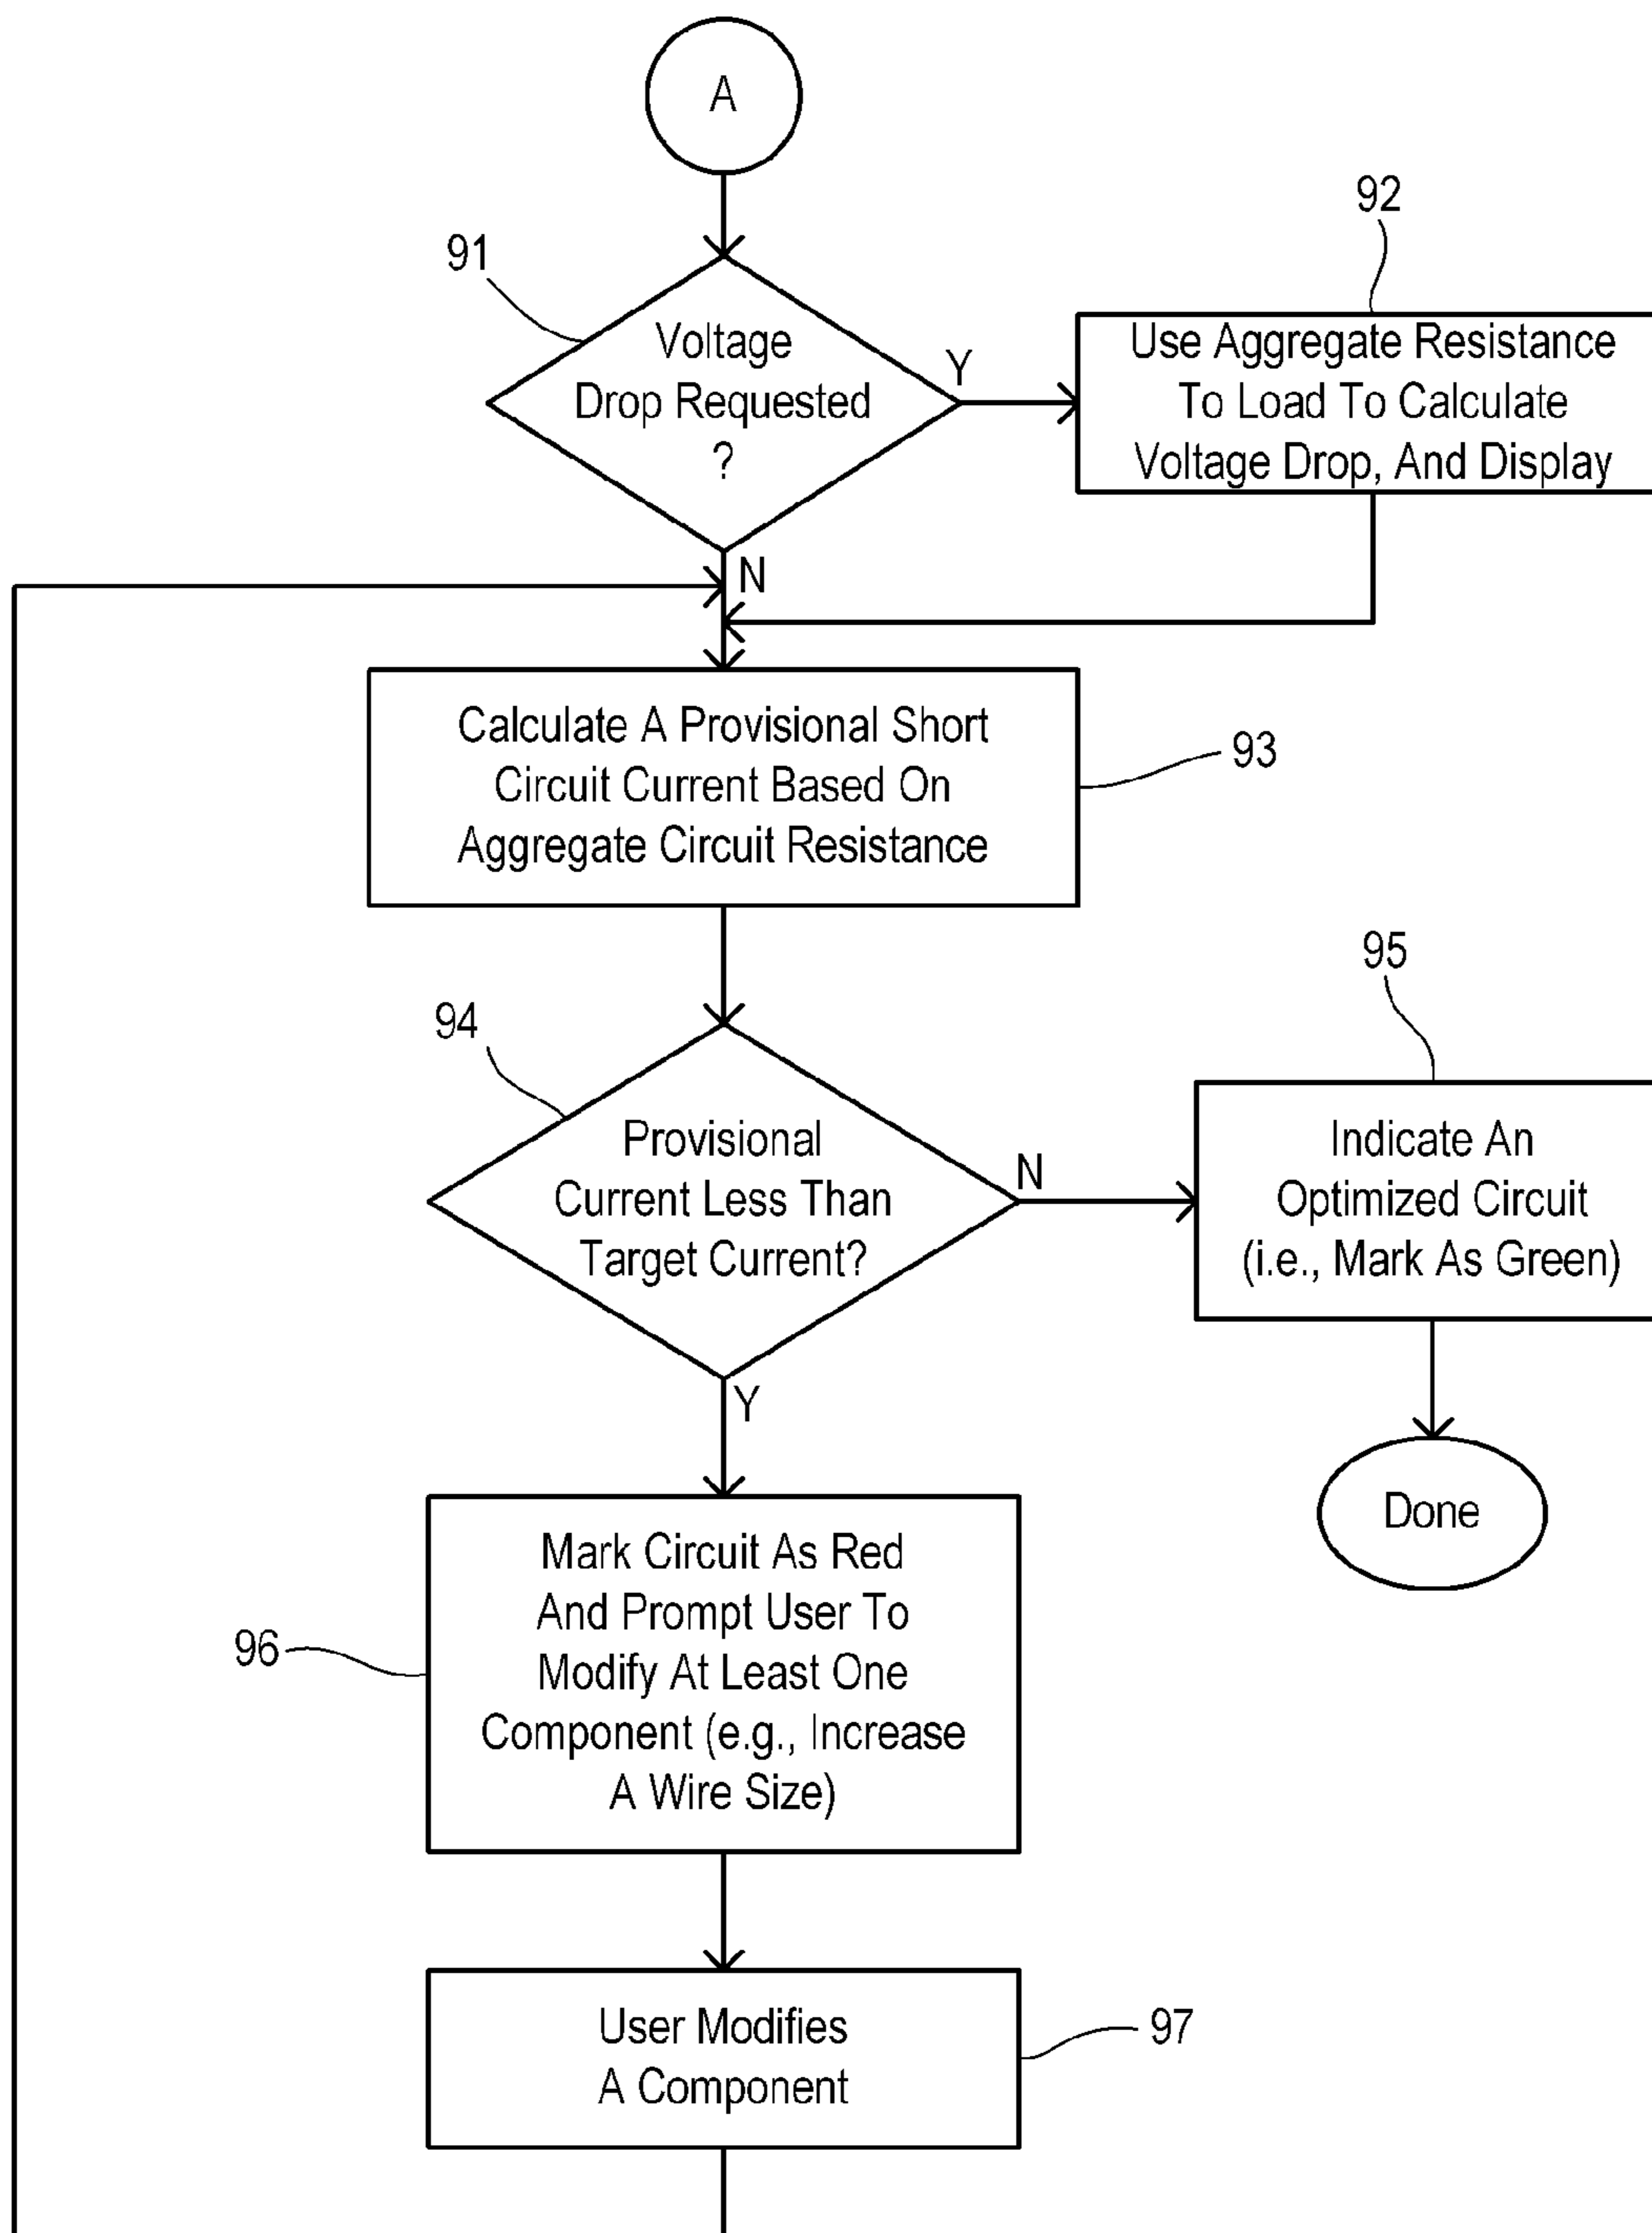 A
91
Voltage
Drop Requested
?
Y
92
Use Aggregate Resistance
To Load To Calculate
Voltage Drop, And Display
N
Calculate A Provisional Short
Circuit Current Based On
Aggregate Circuit Resistance
93
94
Provisional
Current Less Than
Target Current?
N
95
Indicate An
Optimized Circuit
(i.e., Mark As Green)
Done
Y
96
Mark Circuit As Red
And Prompt User To
Modify At Least One
Component (e.g., Increase
A Wire Size)
User Modifies
A Component
97